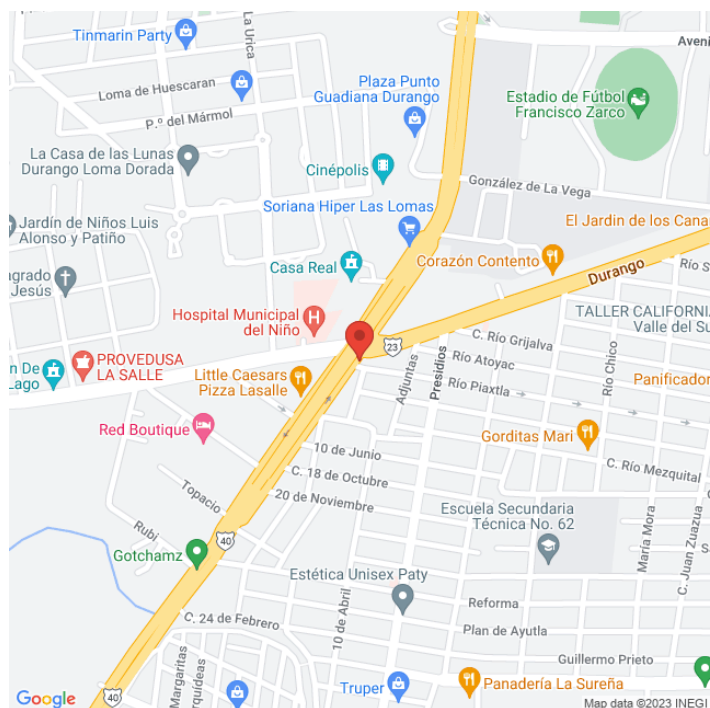 Tinmarin Party
La Urica
Aveni
Loma de Huescaran
Plaza Punto
Guadiana Durango
Estadio de Fútbol
Francisco Zarco
P.º del Mármol
La Casa de las Lunas
Durango Loma Dorada
Cinépolis
González de La Vega
Soriana Hiper Las Lomas
Jardín de Niños Luis
Alonso y Patiño
El Jardin de los Cana
Corazón Contento
Casa Real
agrado
Jesús
Durango
Río S
Hospital Municipal
del Niño
H
TALLER CALIFORNIA
Valle del Su
23
C. Río Grijalva
Río Atoyac
Río Chico
PROVEDUSA
LA SALLE
n De
Lago
Little Caesars
Pizza Lasalle
Adjuntas
Presidios
Río Piaxtla
Panificador
Red Boutique
Gorditas Mari
10 de Junio
C. Río Mezquital
C. 18 de Octubre
Topacio
20 de Noviembre
Escuela Secundaria
Técnica No. 62
María Mora
C. Juan Zuazua
Rubí
40
Gotchamz
Estética Unisex Paty
10 de Abril
Reforma
C. 24 de Febrero
Plan de Ayutla
Margaritas
rquídeas
Guillermo Prieto
Truper
Panadería La Sureña
40
Google
Map data ©2023 INEGI